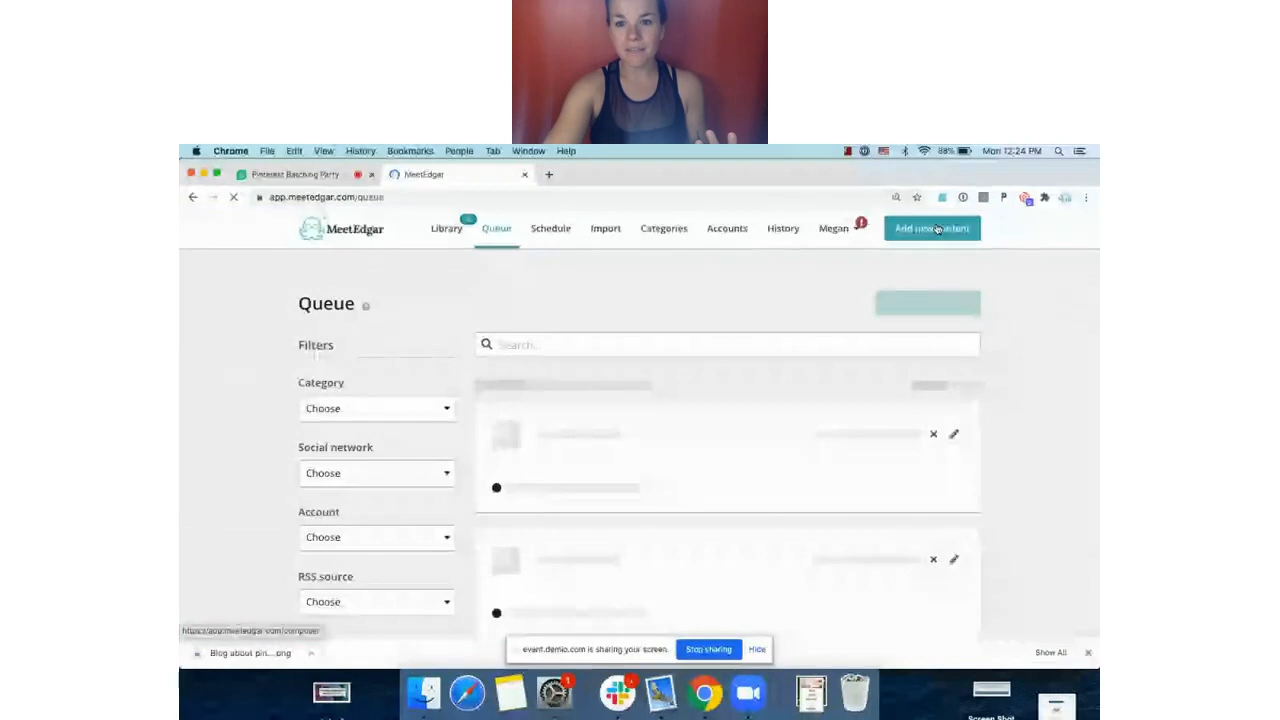 Chrome File Edit View History Bookmarks People Tab Window Help
88% Mon 12:24 PM
Pinterest Batching Party
MeetEdgar
app.meetedgar.com/queue
MeetEdgar
Library
Queue
Schedule
Import
Categories
Accounts
History
Megan
Add new content
Queue
Filters
Search...
Category
Choose
Social network
Choose
Account
Choose
RSS source
Choose
https://app.meetedgar.com/composer
event.demio.com is sharing your screen.
Stop sharing
Hide
Blog about pin....png
Show All
1
Screen Shot